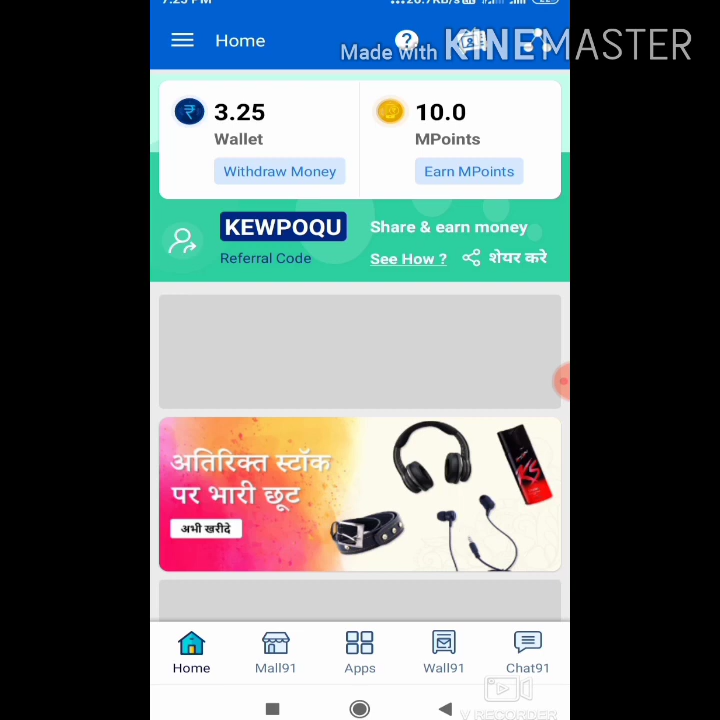 7:25 PM
Home
Made with KINEMASTER
3.25
Wallet
Withdraw Money
10.0
MPoints
Earn MPoints
KEWPOQU
Referral Code
Share & earn money
See How ?
शेयर करे
अतिरिक्त स्टॉक
पर भारी छूट
अभी खरीदे
Home
Mall91
Apps
Wall91
Chat91
V RECORDER